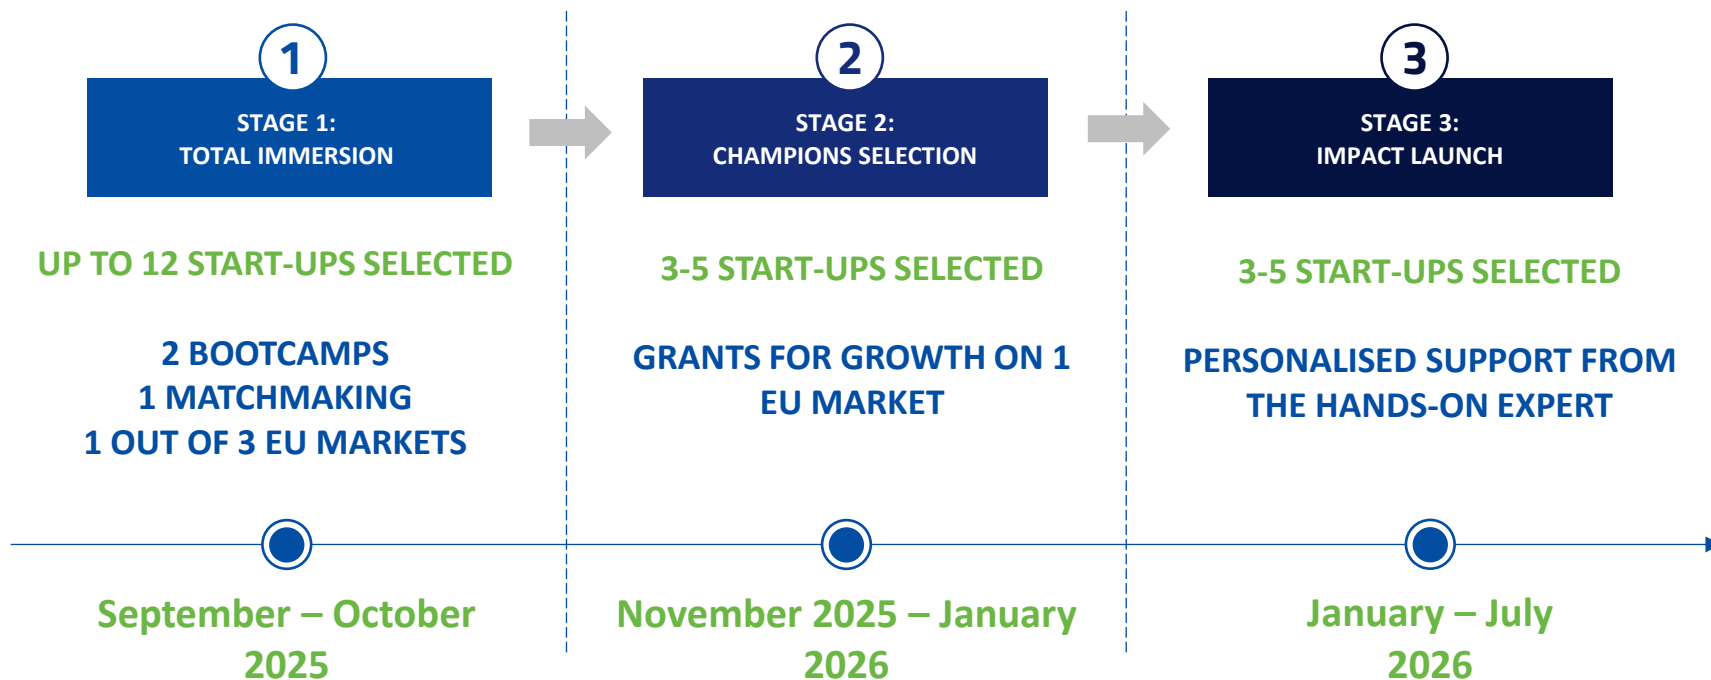 1
STAGE 1:
TOTAL IMMERSION
UP TO 12 START-UPS SELECTED
2 BOOTCAMPS
1 MATCHMAKING
1 OUT OF 3 EU MARKETS
September – October
2025
2
STAGE 2:
CHAMPIONS SELECTION
3-5 START-UPS SELECTED
GRANTS FOR GROWTH ON 1
EU MARKET
November 2025 – January
2026
3
STAGE 3:
IMPACT LAUNCH
3-5 START-UPS SELECTED
PERSONALISED SUPPORT FROM
THE HANDS-ON EXPERT
January – July
2026